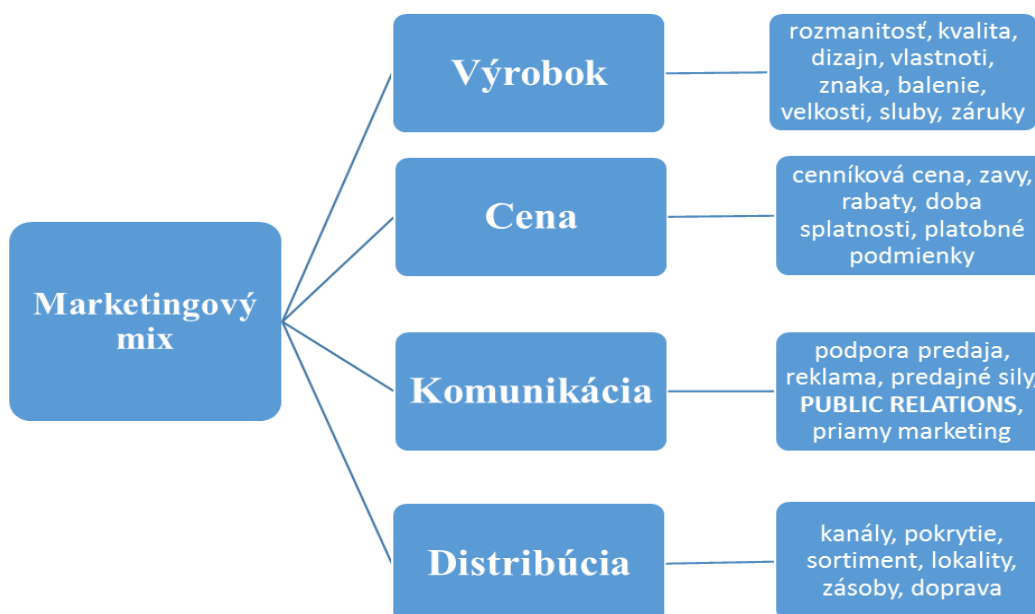 Marketingový
mix
Výrobok
rozmanitosť, kvalita,
dizajn, vlastnoti,
znaka, balenie,
velkosti, sluby, záruky
Cena
cenníková cena, zavy,
rabaty, doba
splatnosti, platobné
podmienky
Komunikácia
podpora predaja,
reklama, predajné sily,
PUBLIC RELATIONS,
priamy marketing
Distribúcia
kanály, pokrytie,
sortiment, lokality,
zásoby, doprava